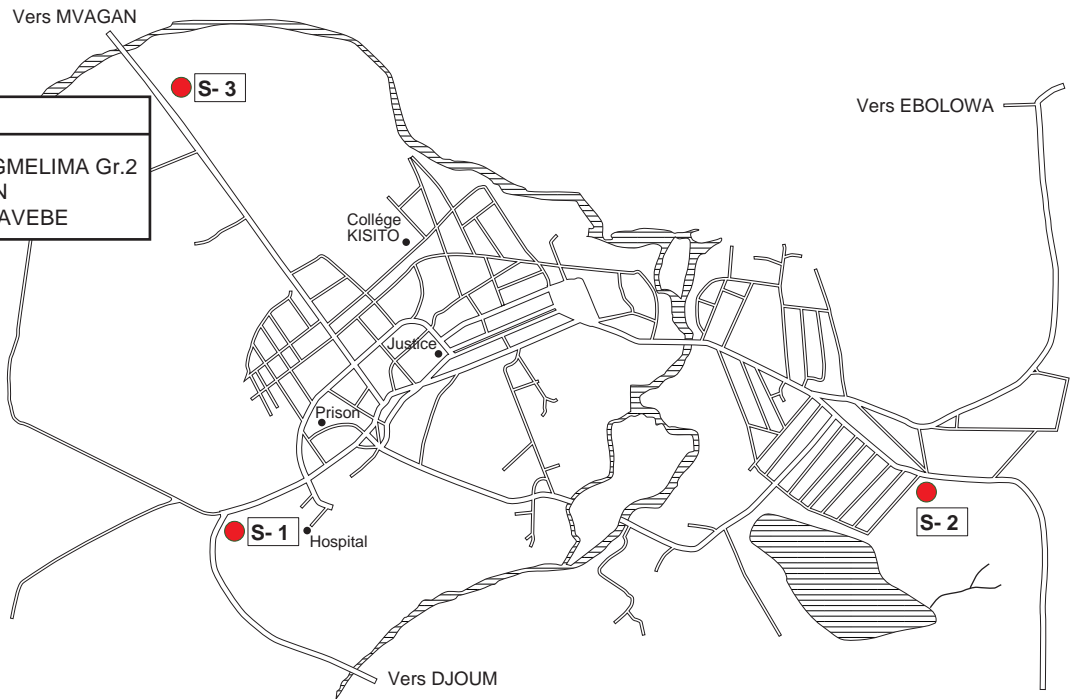 Vers MVAGAN
S- 3
Vers EBOLOWA
GMELIMA Gr.2
N
AVEBE
Collége
KISITO
Justice
Prison
S- 1
Hospital
S- 2
Vers DJOUM